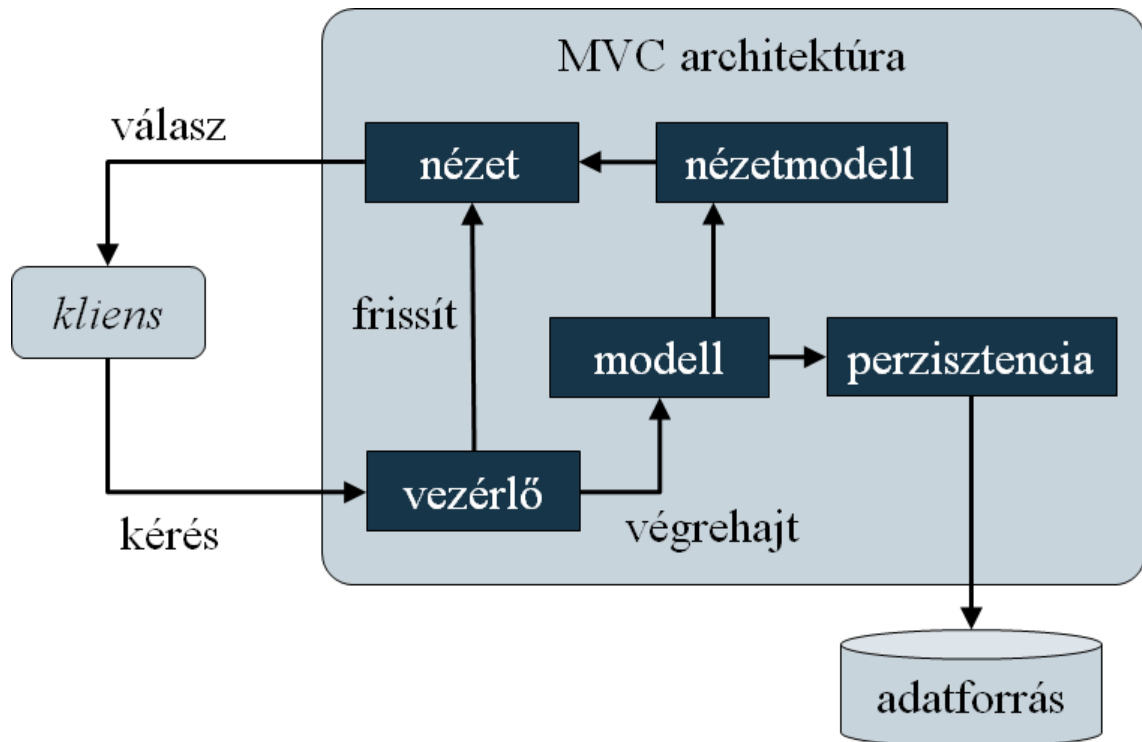 MVC architektúra
válasz
nézet
nézetmodell
kliens
frissít
modell
perzisztencia
vezérlő
kérés
végrehajt
adatforrás